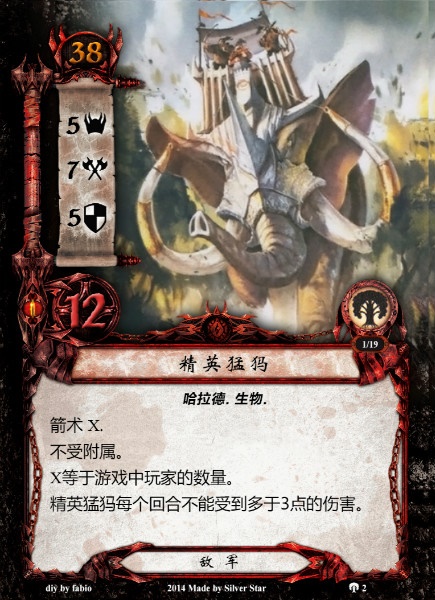 38
5
7
5
12
1/19
精英猛犸
哈拉德. 生物.
箭术 X.
不受附属。
X等于游戏中玩家的数量。
精英猛犸每个回合不能受到多于3点的伤害。
敌军
diy by fabio
2014 Made by Silver Star
2